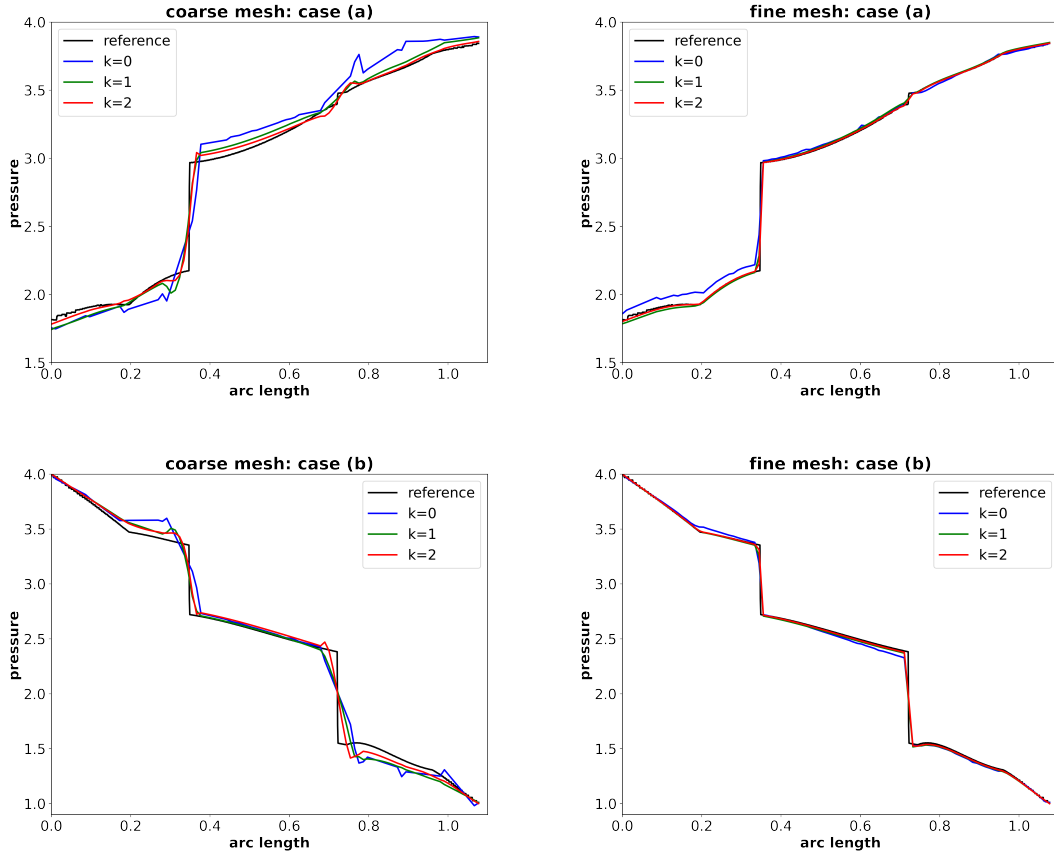 coarse mesh: case (a)
4.0
3.5
3.0
2.5
2.0
1.5
pressure
reference
k=0
k=1
k=2
0.0 0.2 0.4 0.6 0.8 1.0
arc length
fine mesh: case (a)
4.0
3.5
3.0
2.5
2.0
1.5
pressure
reference
k=0
k=1
k=2
0.0 0.2 0.4 0.6 0.8 1.0
arc length
coarse mesh: case (b)
4.0
3.5
3.0
2.5
2.0
1.5
1.0
pressure
reference
k=0
k=1
k=2
0.0 0.2 0.4 0.6 0.8 1.0
arc length
fine mesh: case (b)
4.0
3.5
3.0
2.5
2.0
1.5
1.0
pressure
reference
k=0
k=1
k=2
0.0 0.2 0.4 0.6 0.8 1.0
arc length